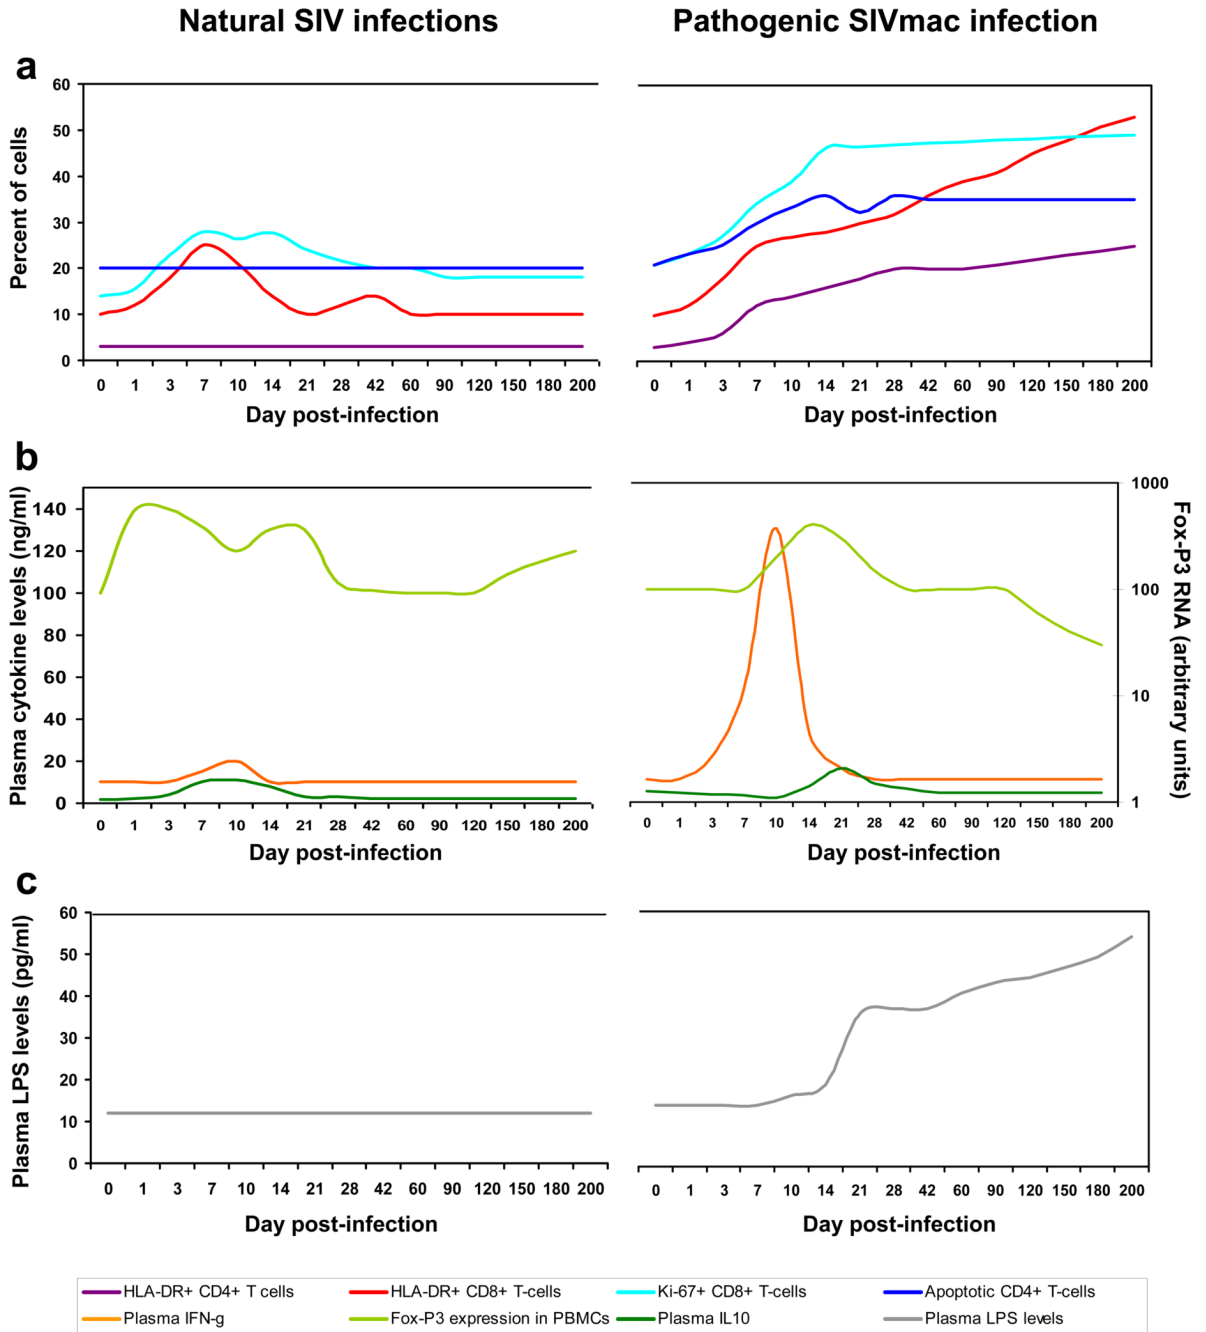 Natural SIV infections
Pathogenic SIVmac infection
a
Percent of cells
60
50
40
30
20
10
0
0 1 3 7 10 14 21 28 42 60 90 120 150 180 200
Day post-infection
0 1 3 7 10 14 21 28 42 60 90 120 150 180 200
Day post-infection
b
Plasma cytokine levels (ng/ml)
140
120
100
80
60
40
20
0
0 1 3 7 10 14 21 28 42 60 90 120 150 180 200
Day post-infection
1000
100
10
1
Fox-P3 RNA (arbitrary units)
0 1 3 7 10 14 21 28 42 60 90 120 150 180 200
Day post-infection
c
Plasma LPS levels (pg/ml)
60
50
40
30
20
10
0
0 1 3 7 10 14 21 28 42 60 90 120 150 180 200
Day post-infection
0 1 3 7 10 14 21 28 42 60 90 120 150 180 200
Day post-infection
HLA-DR+ CD4+ T cells HLA-DR+ CD8+ T-cells Ki-67+ CD8+ T-cells Apoptotic CD4+ T-cells
Plasma IFN-g Fox-P3 expression in PBMCs Plasma IL10 Plasma LPS levels